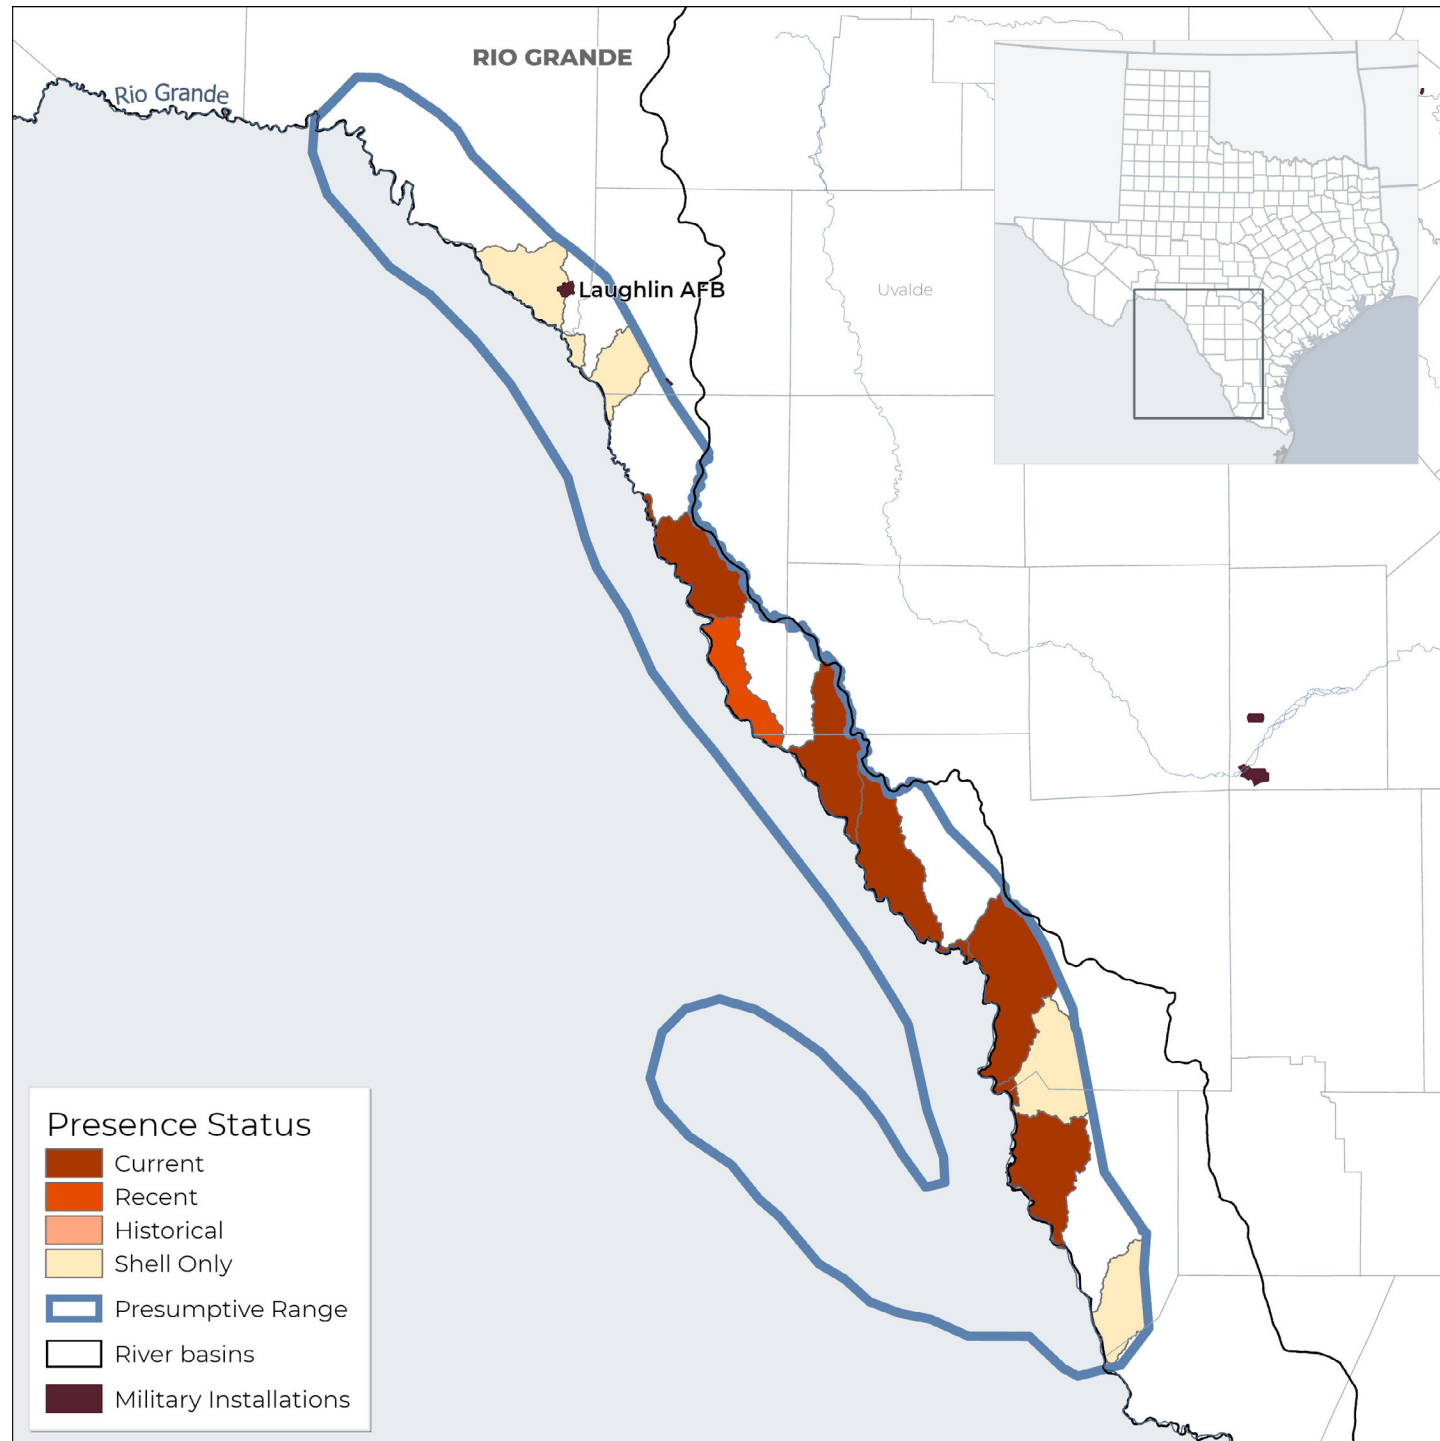 RIO GRANDE
Rio Grande
Laughlin AFB
Uvalde
Presence Status
Current
Recent
Historical
Shell Only
Presumptive Range
River basins
Military Installations